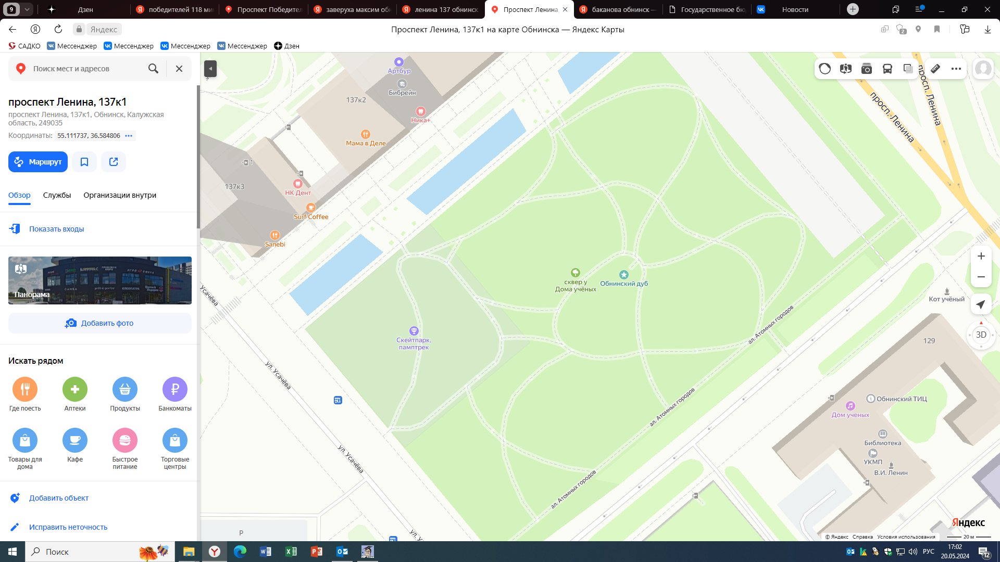 9
Дзен
победителей 118 ми
Проспект Победител
заверуха максим обн
ленина 137 обнинск
Проспект Ленина,
баканова обнинск —
Государственное бю
Новости
Яндекс
Проспект Ленина, 137к1 на карте Обнинска — Яндекс Карты
2
САДКО
Мессенджер
Мессенджер
Мессенджер
Мессенджер
Дзен
Поиск мест и адресов
проспект Ленина, 137к1
проспект Ленина, 137к1, Обнинск, Калужская
область, 249035
Координаты: 55.111737, 36.584806
Маршрут
Обзор
Службы
Организации внутри
Показать входы
Панорама
Добавить фото
Искать рядом
Где поесть
Аптеки
Продукты
Банкоматы
Товары для
дома
Кафе
Быстрое
питание
Торговые
центры
Добавить объект
Исправить неточность
Артбур
Бибрейн
137к2
Ника+
Мама в Деле
1
137к3
НК Дент
Surf Coffee
Sanebi
просп. Ленина
просп. Ленина
сквер у
Дома учёных
Обнинский дуб
Кот учёный
Усачёва
Скейтпарк,
памптрек
ал. Атомных городов
129
3D
ул. Усачёва
ал. Атомных городов
Обнинский ТИЦ
Дом ученых
Библиотека
УКМП
В.И. Ленин
ул. Усачёва
ал. Атомных городов
P
Яндекс
© Яндекс Справка Условия использования
20 м
Поиск
РУС
17:02
20.05.2024
12